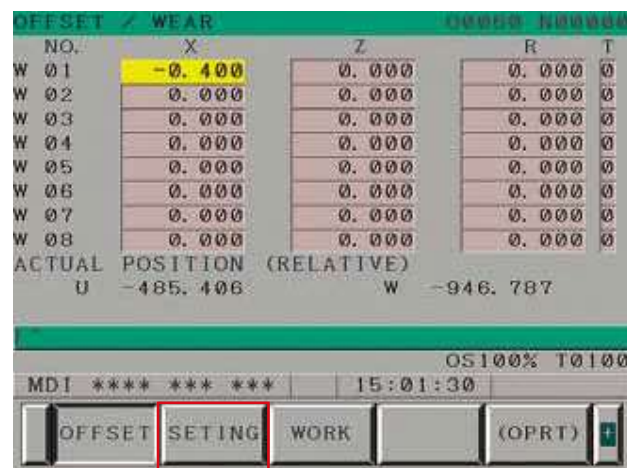 OFFSET / WEAR O0050 N00000
NO. X Z R T
W 01 -0.400 0.000 0.000 0
W 02 0.000 0.000 0.000 0
W 03 0.000 0.000 0.000 0
W 04 0.000 0.000 0.000 0
W 05 0.000 0.000 0.000 0
W 06 0.000 0.000 0.000 0
W 07 0.000 0.000 0.000 0
W 08 0.000 0.000 0.000 0
ACTUAL POSITION (RELATIVE)
U -485.406 W -946.787
OS100% T0100
MDI **** *** *** 15:01:30
OFFSET SETING WORK (OPRT) +